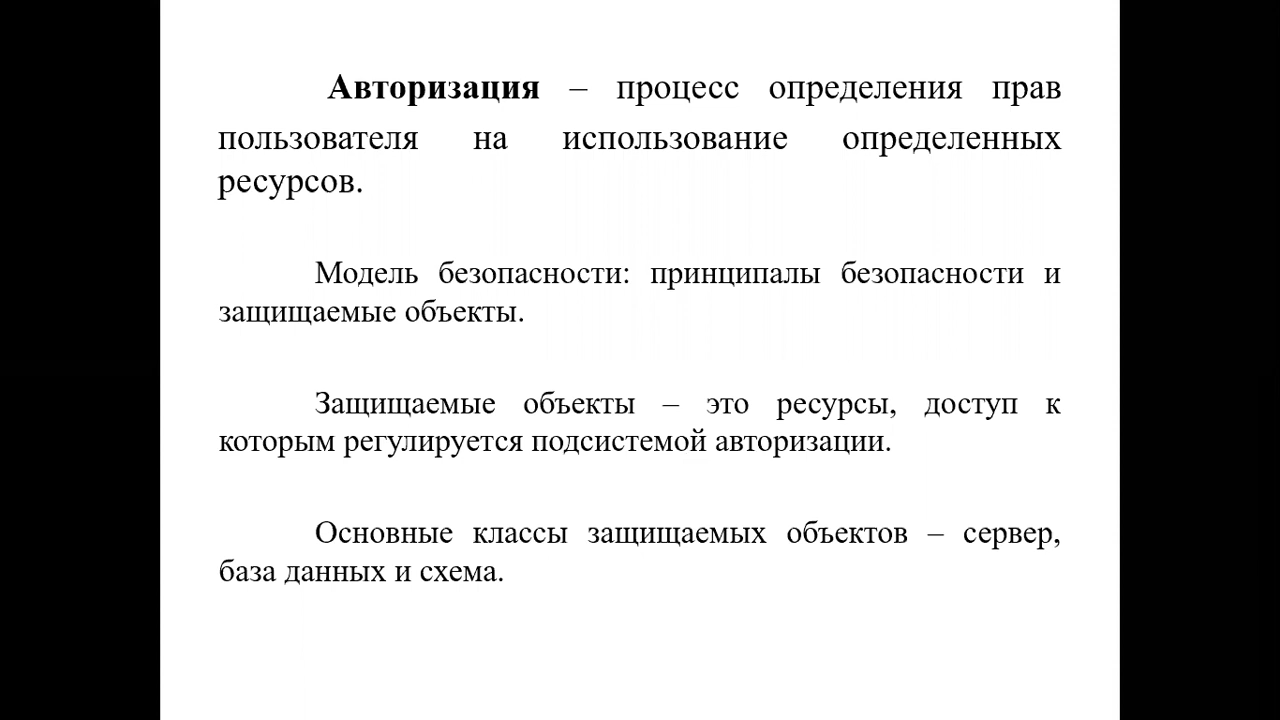 Авторизация – процесс определения прав
пользователя на использование определенных
ресурсов.
Модель безопасности: принципалы безопасности и
защищаемые объекты.
Защищаемые объекты – это ресурсы, доступ к
которым регулируется подсистемой авторизации.
Основные классы защищаемых объектов – сервер,
база данных и схема.